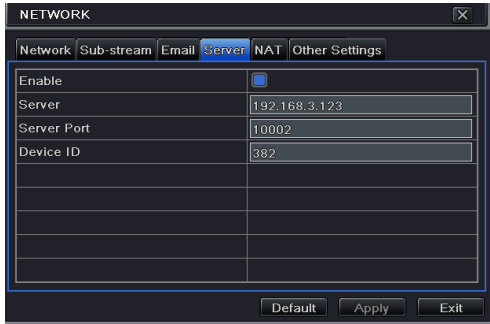 NETWORK
Network Sub-stream Email Server NAT Other Settings
Enable
Server 192.168.3.123
Server Port 10002
Device ID 382
Default Apply Exit